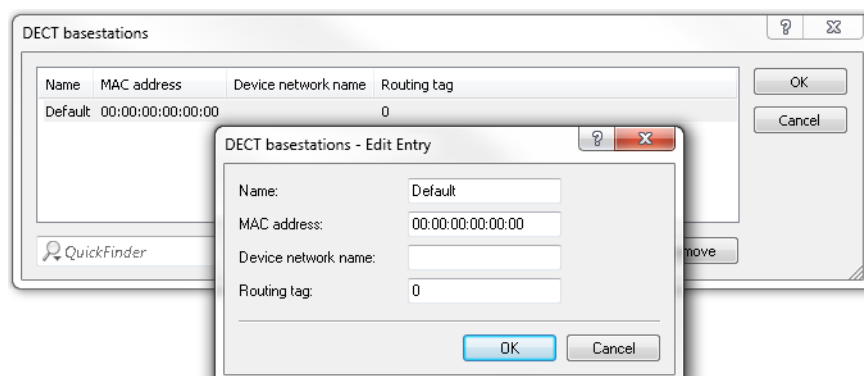 DECT basestations
Name MAC address Device network name Routing tag
Default 00:00:00:00:00:00 0
OK
Cancel
QuickFinder
move
DECT basestations - Edit Entry
Name: Default
MAC address: 00:00:00:00:00:00
Device network name:
Routing tag: 0
OK Cancel